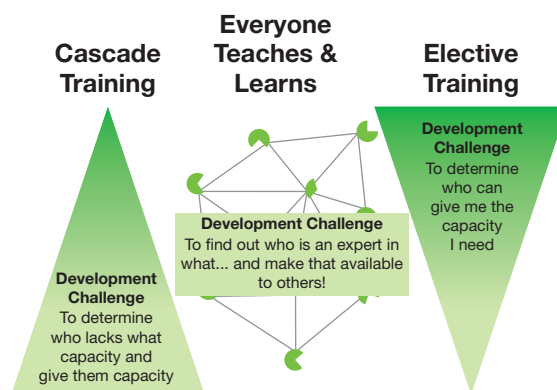 Cascade
Training
Everyone
Teaches &
Learns
Elective
Training
Development
Challenge
To determine
who lacks what
capacity and
give them capacity
Development Challenge
To find out who is an expert in
what... and make that available
to others!
Development
Challenge
To determine
who can
give me the
capacity
I need